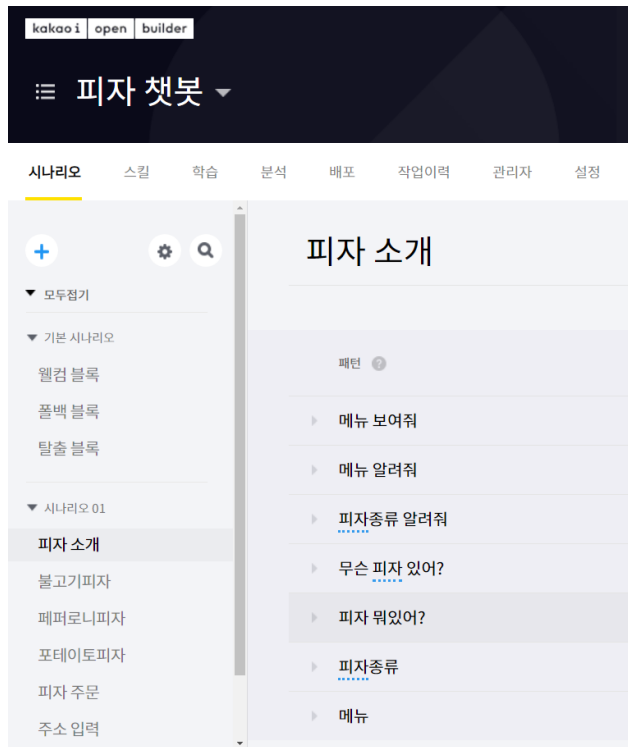 kakao i open builder
피자 챗봇
시나리오 스킬 학습 분석 배포 작업이력 관리자 설정
모두접기
기본 시나리오
웰컴 블록
폴백 블록
탈출 블록
시나리오 01
피자 소개
불고기피자
페퍼로니피자
포테이토피자
피자 주문
주소 입력
피자 소개
패턴 ?
메뉴 보여줘
메뉴 알려줘
피자종류 알려줘
무슨 피자 있어?
피자 뭐있어?
피자종류
메뉴